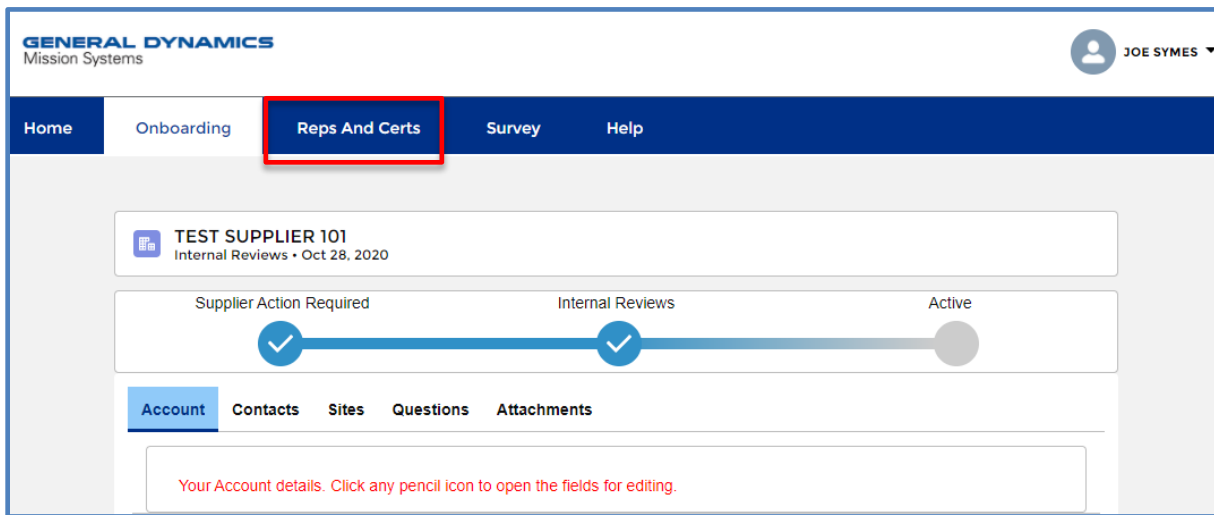 GENERAL DYNAMICS
Mission Systems
JOE SYMES
Home Onboarding Reps And Certs Survey Help
TEST SUPPLIER 101
Internal Reviews • Oct 28, 2020
Supplier Action Required Internal Reviews Active
Account Contacts Sites Questions Attachments
Your Account details. Click any pencil icon to open the fields for editing.